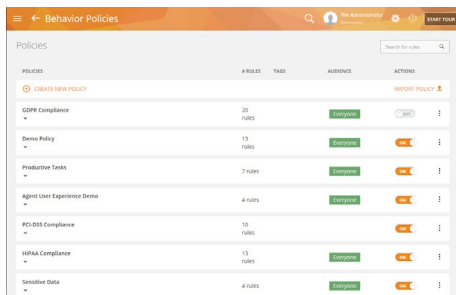 Behavior Policies
The Administrator
Administrator
START YOUR
Policies
Search for rules
POLICIES # RULES TAGS AUDIENCE ACTIONS
CREATE NEW POLICY IMPORT POLICY
GDPR Compliance 20 rules Everyone OFF
Demo Policy 13 rules Everyone ON
Productive Tasks 7 rules Everyone ON
Agent User Experience Demo 4 rules Everyone ON
PCI-DSS Compliance 10 rules ON
HIPAA Compliance 13 rules Everyone ON
Sensitive Data 4 rules Everyone ON